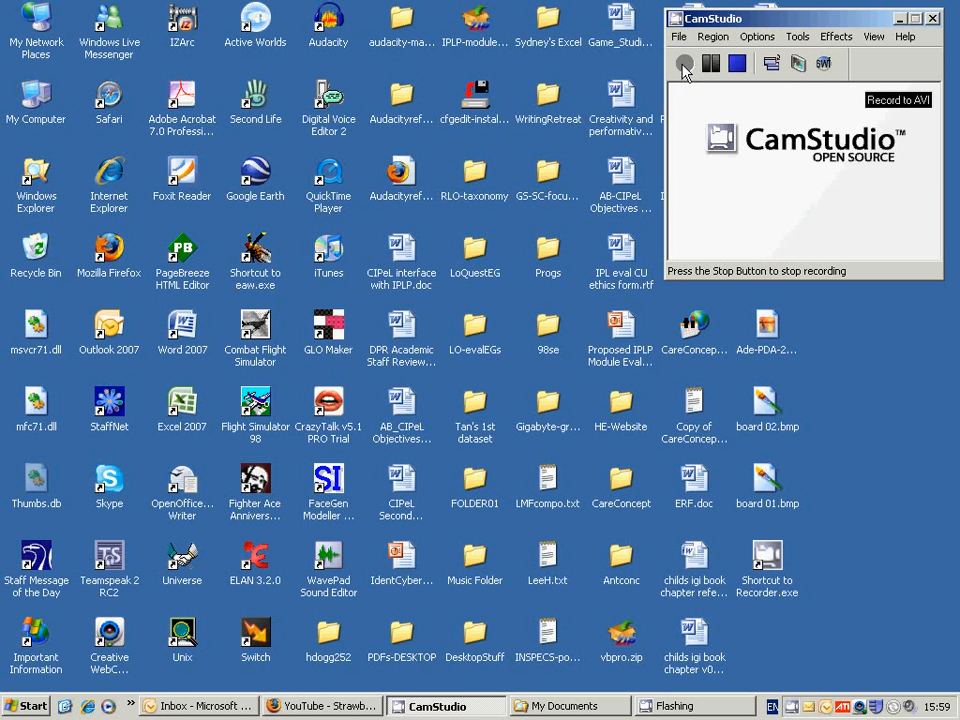 CamStudio
File Region Options Tools Effects View Help
SWF
Record to AVI
CamStudio™
OPEN SOURCE
Press the Stop Button to stop recording
My Network Places
Windows Live Messenger
IZArc
Active Worlds
Audacity
audacity-ma...
IPLP-module...
Sydney's Excel
Game_Studi...
My Computer
Safari
Adobe Acrobat 7.0 Professi...
Second Life
Digital Voice Editor 2
Audacityref...
cfgedit-instal...
WritingRetreat
Creativity and performativ...
Windows Explorer
Internet Explorer
Foxit Reader
Google Earth
QuickTime Player
Audacityref...
RLO-taxonomy
GS-SC-focu...
AB-CIPeL Objectives ...
Recycle Bin
Mozilla Firefox
PB
PageBreeze HTML Editor
Shortcut to eaw.exe
iTunes
CIPeL interface with IPLP.doc
LoQuestEG
Progs
IPL eval CU ethics form.rtf
msvcr71.dll
Outlook 2007
Word 2007
Combat Flight Simulator
GLO Maker
DPR Academic Staff Review...
LO-evalEGs
98se
Proposed IPLP Module Eval...
CareConcep...
Ade-PDA-2...
mfc71.dll
StaffNet
Excel 2007
Flight Simulator 98
CrazyTalk v5.1 PRO Trial
AB_CIPeL Objectives...
Tan's 1st dataset
Gigabyte-gr...
HE-Website
Copy of CareConcep...
board 02.bmp
Thumbs.db
Skype
OpenOffice... Writer
Fighter Ace Annivers...
SI
FaceGen Modeller ...
CIPeL Second...
FOLDER01
LMFcompo.txt
CareConcept
ERF.doc
board 01.bmp
Staff Message of the Day
TS
Teamspeak 2 RC2
Universe
ELAN 3.2.0
WavePad Sound Editor
IdentCyber...
Music Folder
LeeH.txt
Antconc
childs igi book chapter refe...
Shortcut to Recorder.exe
Important Information
Creative WebC...
Unix
Switch
hdogg252
PDFs-DESKTOP
DesktopStuff
INSPECS-po...
vbpro.zip
childs igi book chapter v0...
Start
»
Inbox - Microsoft ...
YouTube - Strawb...
CamStudio
My Documents
Flashing
EN
ATI
15:59